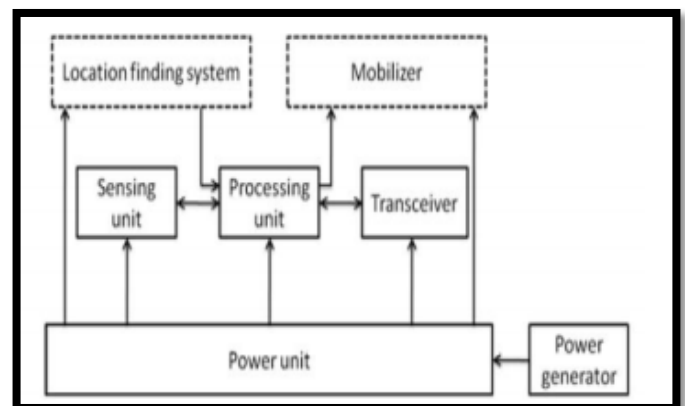 Location finding system
Mobilizer
Sensing
unit
Processing
unit
Transceiver
Power unit
Power
generator